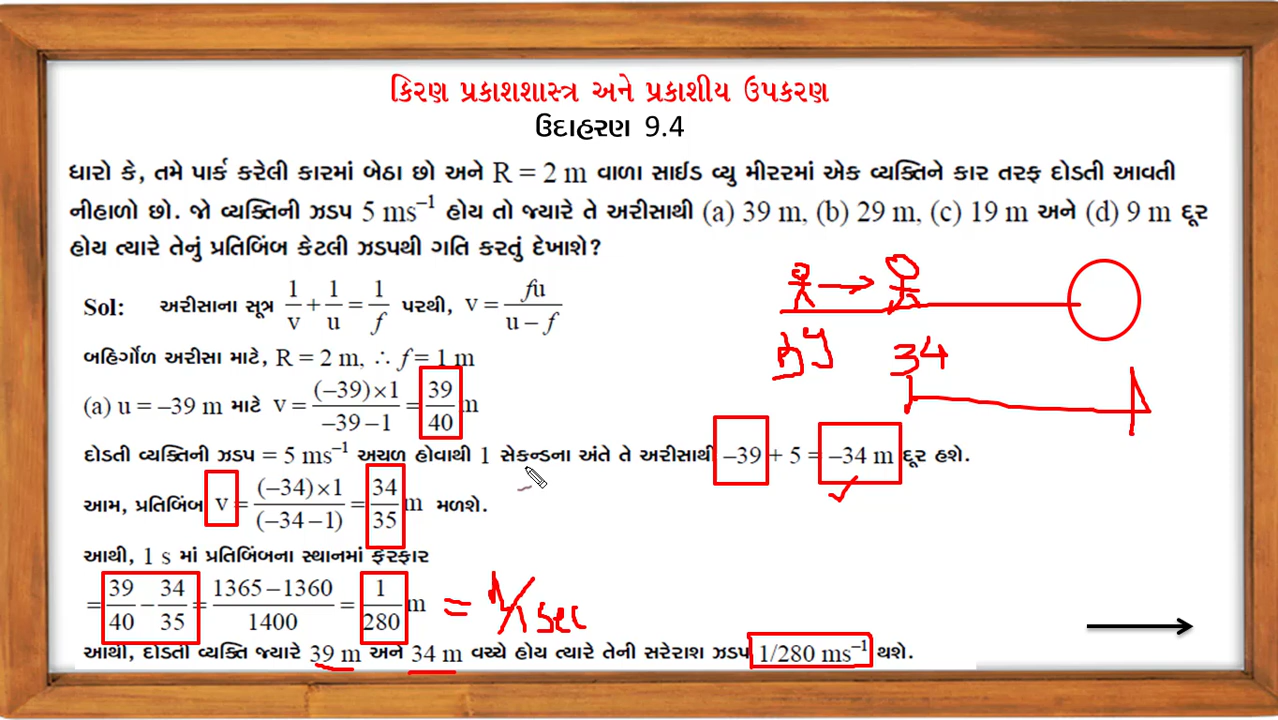 કિરણ પ્રકાશશાસ્ત્ર અને પ્રકાશીય ઉપકરણ
ઉદાહરણ 9.4
ધારો કે, તમે પાર્ક કરેલી કારમાં બેઠા છો અને R = 2 m વાળા સાઈડ વ્યુ મીરરમાં એક વ્યક્તિને કાર તરફ દોડતી આવતી
નીહાળો છો. જો વ્યક્તિની ઝડપ 5 ms⁻¹ હોય તો જ્યારે તે અરીસાથી (a) 39 m, (b) 29 m, (c) 19 m અને (d) 9 m દૂર
હોય ત્યારે તેનું પ્રતિબિંબ કેટલી ઝડપથી ગતિ કરતું દેખાશે?
Sol: અરીસાના સૂત્ર 1/v + 1/u = 1/f પરથી, v = fu/(u – f)
બહિર્ગોળ અરીસા માટે, R = 2 m, ∴ f = 1 m
34
(a) u = –39 m માટે v = (–39)×1/(–39 – 1) = 39/40 m
દોડતી વ્યક્તિની ઝડપ = 5 ms⁻¹ અચળ હોવાથી 1 સેકન્ડના અંતે તે અરીસાથી –39 + 5 = –34 m દૂર હશે.
આમ, પ્રતિબિંબ v = (–34)×1/(–34 – 1) = 34/35 m મળશે.
આથી, 1 s માં પ્રતિબિંબના સ્થાનમાં ફેરફાર
= 39/40 – 34/35 = (1365 – 1360)/1400 = 1/280 m = m/1 sec
આથી, દોડતી વ્યક્તિ જ્યારે 39 m અને 34 m વચ્ચે હોય ત્યારે તેની સરેરાશ ઝડપ 1/280 ms⁻¹ થશે.